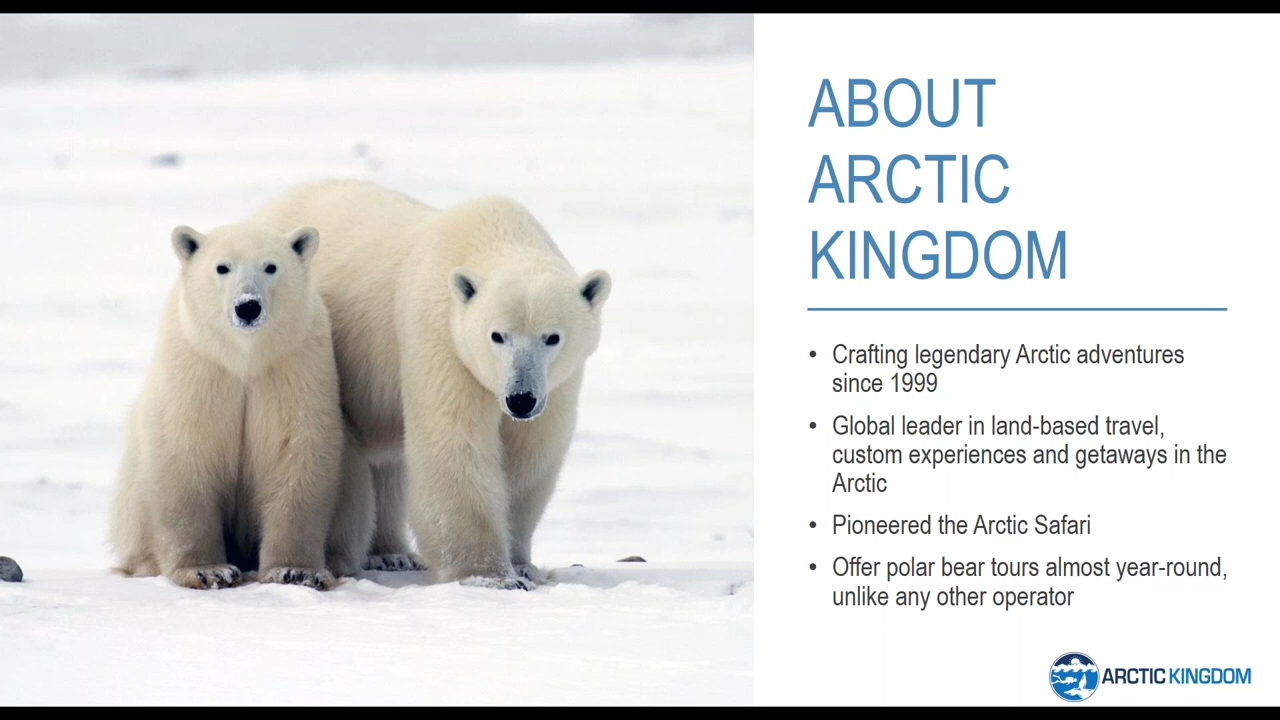 ABOUT
ARCTIC
KINGDOM
• Crafting legendary Arctic adventures
since 1999
• Global leader in land-based travel,
custom experiences and getaways in the
Arctic
• Pioneered the Arctic Safari
• Offer polar bear tours almost year-round,
unlike any other operator
ARCTIC KINGDOM